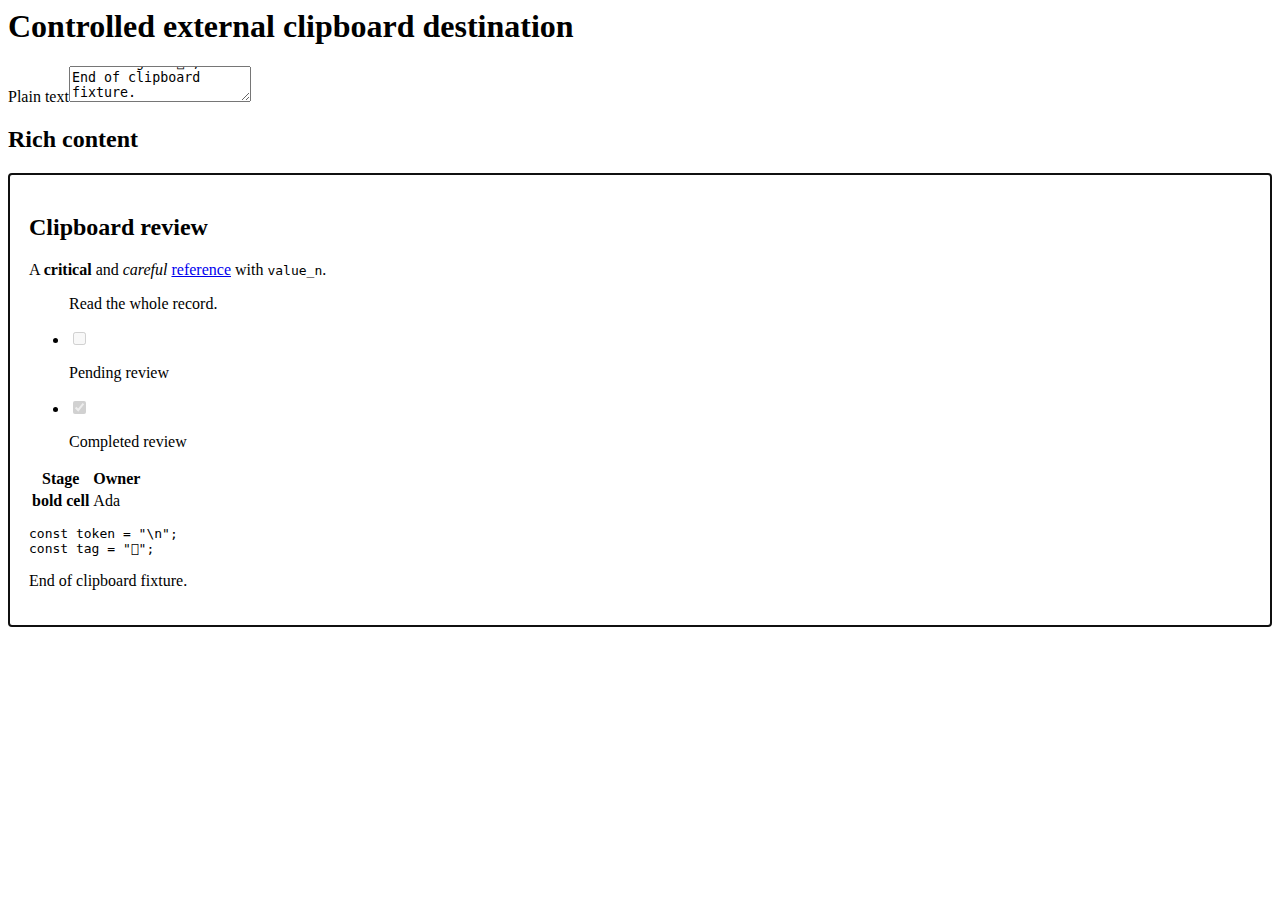 Controlled external clipboard destination
Plain text
End of clipboard
fixture.
Rich content
Clipboard review
A critical and careful reference with value_n.
Read the whole record.
Pending review
Completed review
Stage Owner
bold cell Ada
const token = "\n";
const tag = "";
End of clipboard fixture.